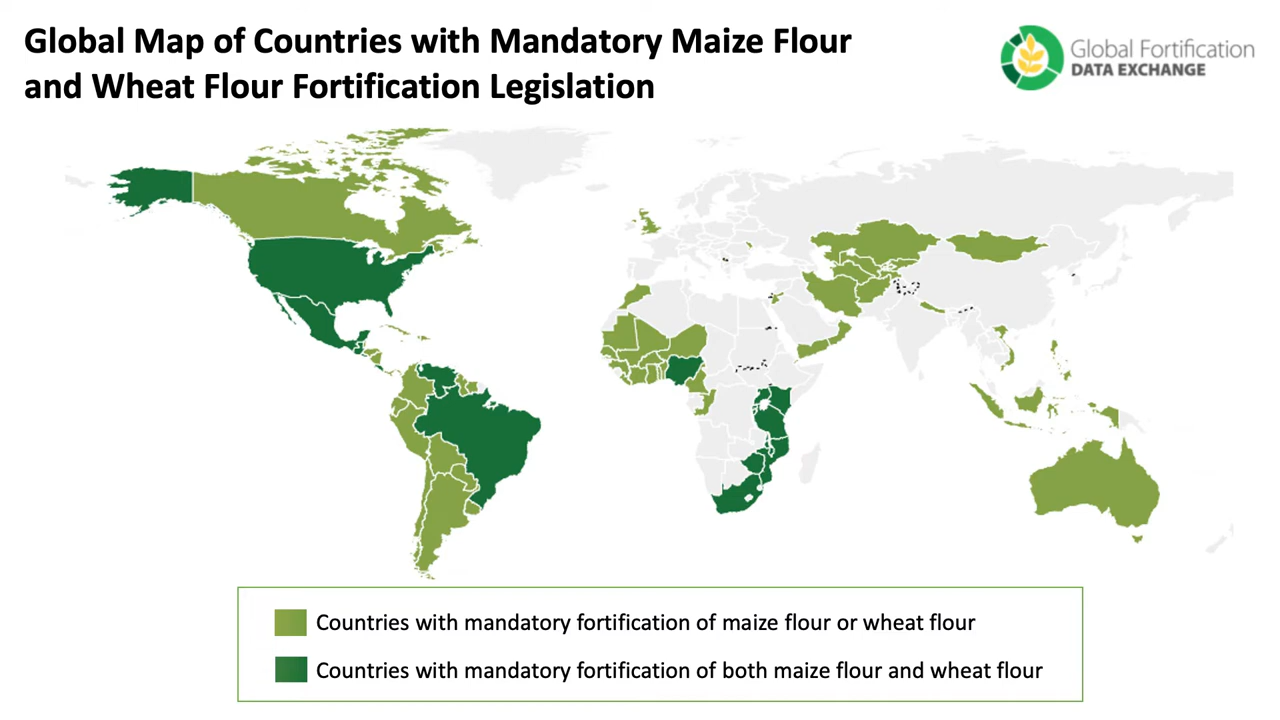 Global Map of Countries with Mandatory Maize Flour
and Wheat Flour Fortification Legislation
Global Fortification
DATA EXCHANGE
Countries with mandatory fortification of maize flour or wheat flour
Countries with mandatory fortification of both maize flour and wheat flour